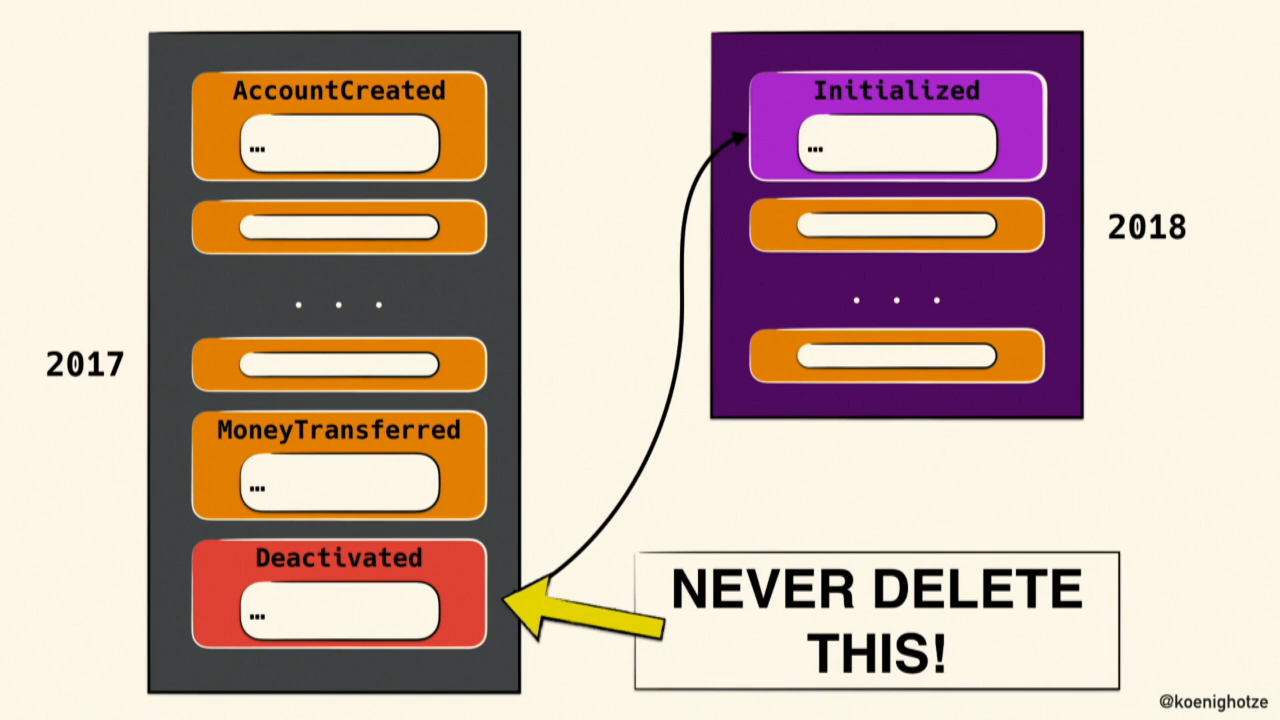 AccountCreated
...
. . .
2017
MoneyTransferred
...
Deactivated
...
Initialized
...
2018
. . .
NEVER DELETE
THIS!
@koenighotze